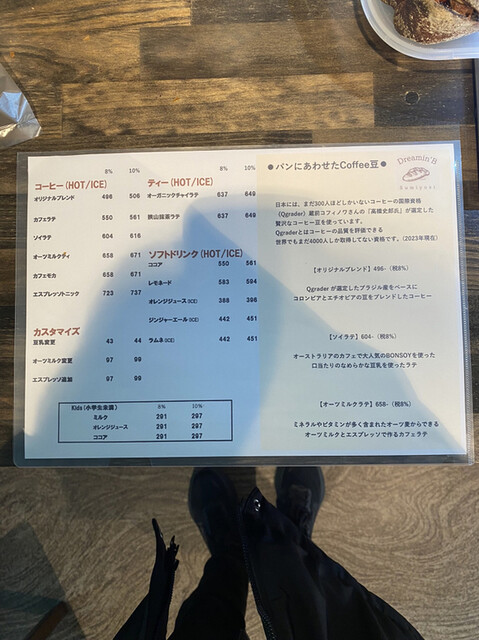 8% 10%
コーヒー (HOT/ICE)
オリジナルブレンド 496 506
カフェラテ 550 561
ソイラテ 604 616
オーツミルクティ 658 671
カフェモカ 658 671
エスプレッソトニック 723 737
カスタマイズ
豆乳変更 43 44
オーツミルク変更 97 99
エスプレッソ追加 97 99
8% 10%
ティー (HOT/ICE)
オーガニックチャイラテ 637 649
狭山抹茶ラテ 637 649
ソフトドリンク (HOT/ICE)
ココア 550 561
レモネード 583 594
オレンジジュース (ICE) 388 396
ジンジャーエール (ICE) 442 451
ラムネ (ICE) 442 451
Kids (小学生未満) 8% 10%
ミルク 291 297
オレンジジュース 291 297
ココア 291 297
●パンにあわせたCoffee豆●
Dreamin'B
Sumiyosi
日本には、まだ300人ほどしかいないコーヒーの国際資格
(Qgrader) 蔵前コフィノワさんの「高橋史郎氏」が選定した
贅沢なコーヒー豆を使っています。
Qgraderとはコーヒーの品質を評価できる
世界でもまだ4000人しか取得してない資格です。(2023年現在)
【オリジナルブレンド】496- (税8%)
Qgraderが選定したブラジル産をベースに
コロンビアとエチオピアの豆をブレンドしたコーヒー
【ソイラテ】604- (税8%)
オーストラリアのカフェで大人気のBONSOYを使った
口当たりのなめらかな豆乳を使ったラテ
【オーツミルクラテ】658- (税8%)
ミネラルやビタミンが多く含まれたオーツ麦からできる
オーツミルクとエスプレッソで作るカフェラテ